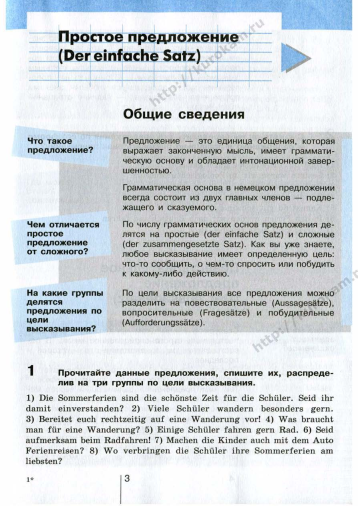 Простое предложение
(Der einfache Satz)
http://kurokam.ru
Общие сведения
Что такое
предложение?
Предложение — это единица общения, которая
выражает законченную мысль, имеет граммати-
ческую основу и обладает интонационной завер-
шенностью.
Грамматическая основа в немецком предложении
всегда состоит из двух главных членов — подле-
жащего и сказуемого.
Чем отличается
простое
предложение
от сложного?
По числу грамматических основ предложения де-
лятся на простые (der einfache Satz) и сложные
(der zusammengesetzte Satz). Как вы уже знаете,
любое высказывание имеет определенную цель:
что-то сообщить, о чем-то спросить или побудить
к какому-либо действию.
На какие группы
делятся
предложения по
цели
высказывания?
По цели высказывания все предложения можно
разделить на повествовательные (Aussagesätze),
вопросительные (Fragesätze) и побудительные
(Aufforderungssätze).
http://kurokam.ru
1 Прочитайте данные предложения, спишите их, распреде-
лив на три группы по цели высказывания.
1) Die Sommerferien sind die schönste Zeit für die Schüler. Seid ihr
damit einverstanden? 2) Viele Schüler wandern besonders gern.
3) Bereitet euch rechtzeitig auf eine Wanderung vor! 4) Was braucht
man für eine Wanderung? 5) Einige Schüler fahren gern Rad. 6) Seid
aufmerksam beim Radfahren! 7) Machen die Kinder auch mit dem Auto
Ferienreisen? 8) Wo verbringen die Schüler ihre Sommerferien am
liebsten?
1*
3